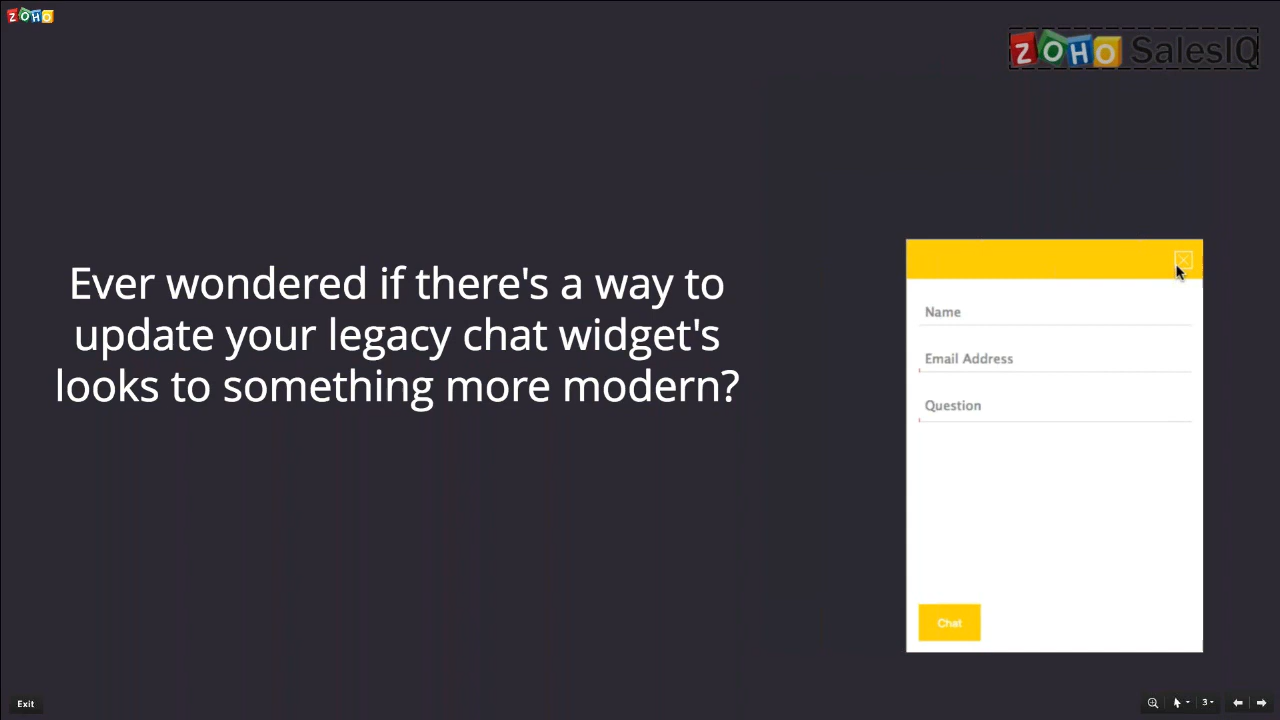 ZOHO
ZOHO SalesIQ
Ever wondered if there's a way to
update your legacy chat widget's
looks to something more modern?
Name
Email Address
Question
Chat
Exit
3